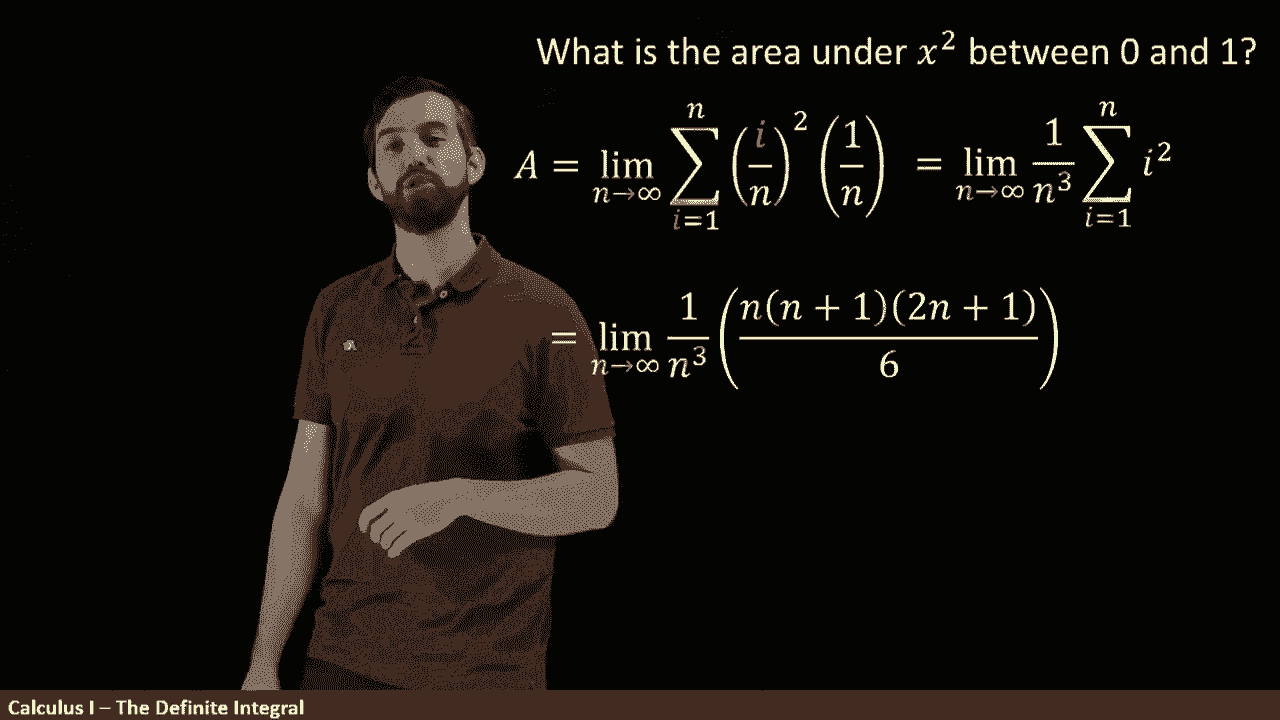 What is the area under $x^2$ between 0 and 1?
$A = \lim_{n \to \infty} \sum_{i=1}^{n} \left(\frac{i}{n}\right)^2 \left(\frac{1}{n}\right) = \lim_{n \to \infty} \frac{1}{n^3} \sum_{i=1}^{n} i^2$
$= \lim_{n \to \infty} \frac{1}{n^3} \left(\frac{n(n+1)(2n+1)}{6}\right)$
Calculus I – The Definite Integral